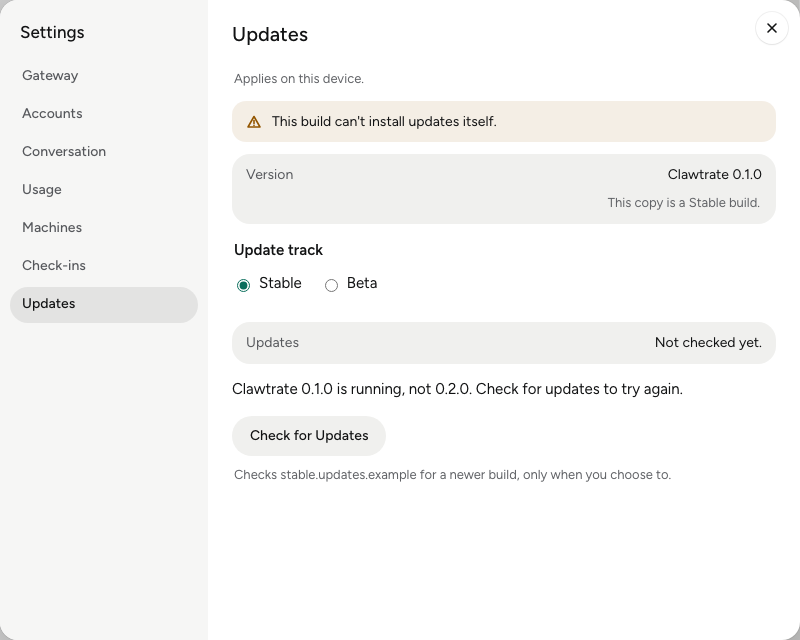 Settings
Gateway
Accounts
Conversation
Usage
Machines
Check-ins
Updates
Updates
Applies on this device.
This build can't install updates itself.
Version
Clawtrate 0.1.0
This copy is a Stable build.
Update track
Stable
Beta
Updates
Not checked yet.
Clawtrate 0.1.0 is running, not 0.2.0. Check for updates to try again.
Check for Updates
Checks stable.updates.example for a newer build, only when you choose to.